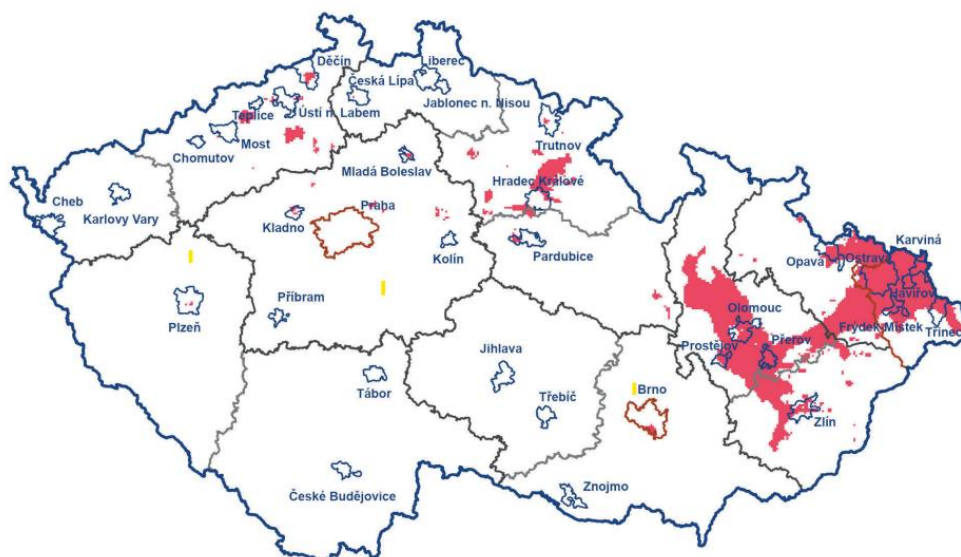 Děčín
Liberec
Česká Lípa
Jablonec n. Nisou
Teplice
Ústí n. Labem
Most
Chomutov
Trutnov
Mladá Boleslav
Hradec Králové
Cheb
Karlovy Vary
Praha
Kladno
Kolín
Pardubice
Karviná
Opava
Ostrava
Havířov
Příbram
Plzeň
Olomouc
Frýdek-Místek
Třinec
Prostějov
Přerov
Jihlava
Tábor
Třebíč
Brno
Zlín
České Budějovice
Znojmo